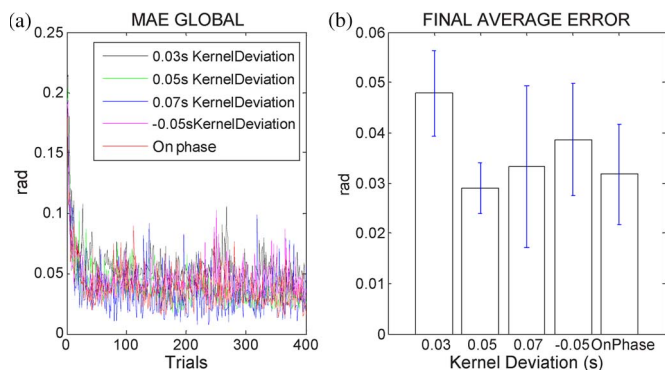 (a)
MAE GLOBAL
rad
0.25
0.2
0.15
0.1
0.05
0
0.03s KernelDeviation
0.05s KernelDeviation
0.07s KernelDeviation
-0.05sKernelDeviation
On phase
0 100 200 300 400
Trials
(b)
FINAL AVERAGE ERROR
0.06
0.05
0.04
0.03
0.02
0.01
0
rad
0.03 0.05 0.07 -0.05OnPhase
Kernel Deviation (s)